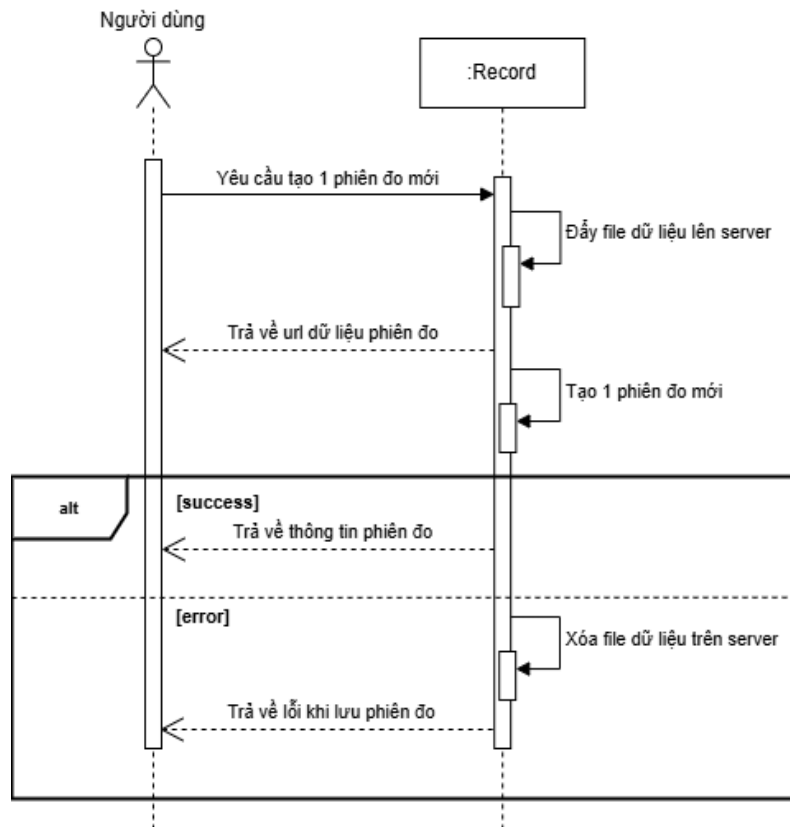 Người dùng
:Record
Yêu cầu tạo 1 phiên đo mới
Đẩy file dữ liệu lên server
Trả về url dữ liệu phiên đo
Tạo 1 phiên đo mới
alt
[success]
Trả về thông tin phiên đo
[error]
Xóa file dữ liệu trên server
Trả về lỗi khi lưu phiên đo